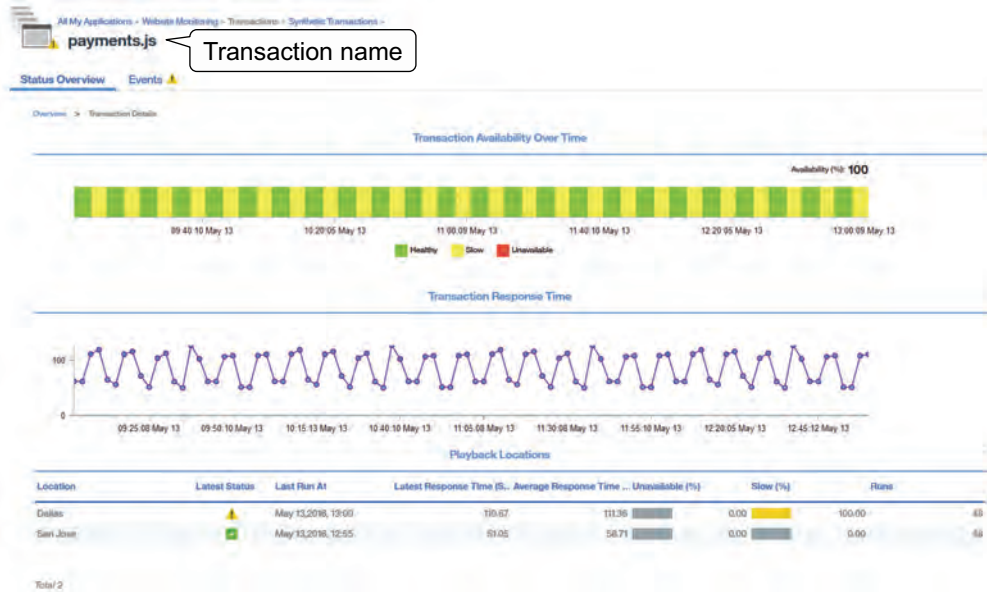 All My Applications > Website Monitoring > Transactions > Synthetic Transactions >
payments.js
Transaction name
Status Overview Events
Overview > Transaction Details
Transaction Availability Over Time
Availability (%): 100
09:40:10 May 13 10:20:05 May 13 11:00:09 May 13 11:40:10 May 13 12:20:05 May 13 13:00:09 May 13
Healthy Slow Unavailable
Transaction Response Time
100
0
09:25:08 May 13 09:50:10 May 13 10:15:13 May 13 10:40:10 May 13 11:05:08 May 13 11:30:08 May 13 11:55:10 May 13 12:20:05 May 13 12:45:12 May 13
Playback Locations
Location Latest Status Last Run At Latest Response Time (S... Average Response Time ... Unavailable (%) Slow (%) Runs
Dallas May 13, 2016, 13:00 110.67 111.36 0.00 100.00 48
San Jose May 13, 2016, 12:55 61.05 58.71 0.00 0.00 48
Total 2